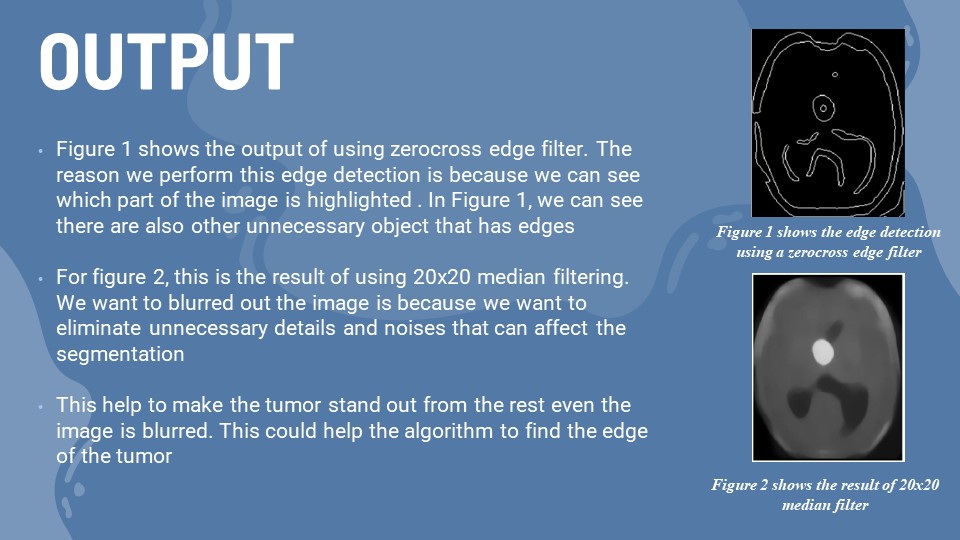 OUTPUT
• Figure 1 shows the output of using zerocross edge filter. The
reason we perform this edge detection is because we can see
which part of the image is highlighted . In Figure 1, we can see
there are also other unnecessary object that has edges
• For figure 2, this is the result of using 20x20 median filtering.
We want to blurred out the image is because we want to
eliminate unnecessary details and noises that can affect the
segmentation
• This help to make the tumor stand out from the rest even the
image is blurred. This could help the algorithm to find the edge
of the tumor
Figure 1 shows the edge detection
using a zerocross edge filter
Figure 2 shows the result of 20x20
median filter